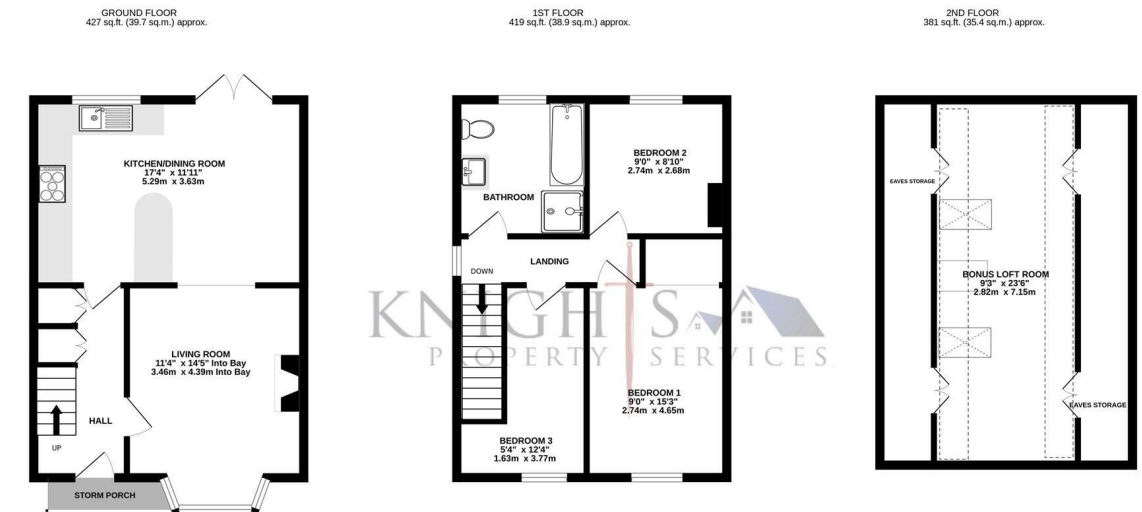 GROUND FLOOR
427 sq.ft. (39.7 sq.m.) approx.
1ST FLOOR
419 sq.ft. (38.9 sq.m.) approx.
2ND FLOOR
381 sq.ft. (35.4 sq.m.) approx.
KITCHEN/DINING ROOM
17'4" x 11'11"
5.29m x 3.63m
LIVING ROOM
11'4" x 14'5" Into Bay
3.46m x 4.39m Into Bay
HALL
UP
STORM PORCH
BATHROOM
BEDROOM 2
9'0" x 8'10"
2.74m x 2.68m
LANDING
DOWN
BEDROOM 1
9'0" x 15'3"
2.74m x 4.65m
BEDROOM 3
5'4" x 12'4"
1.63m x 3.77m
EAVES STORAGE
BONUS LOFT ROOM
9'3" x 23'6"
2.82m x 7.15m
EAVES STORAGE
KNIGHTS
PROPERTY SERVICES